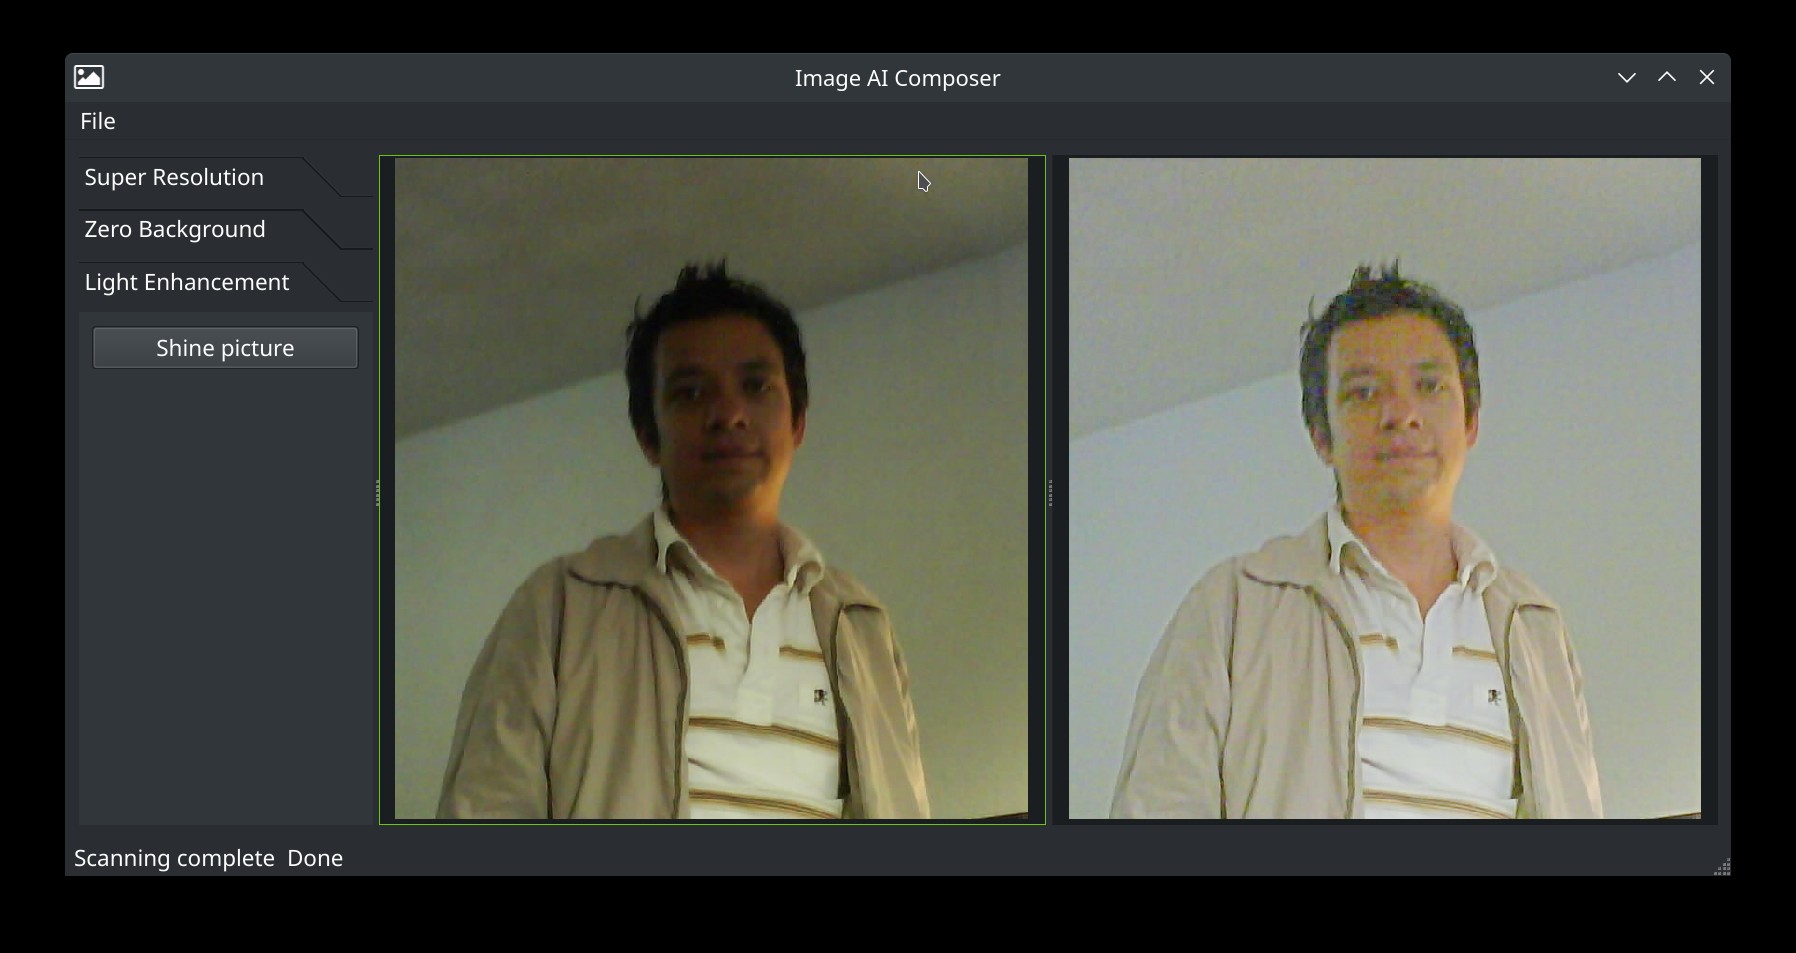 Image AI Composer
File
Super Resolution
Zero Background
Light Enhancement
Shine picture
Scanning complete  Done